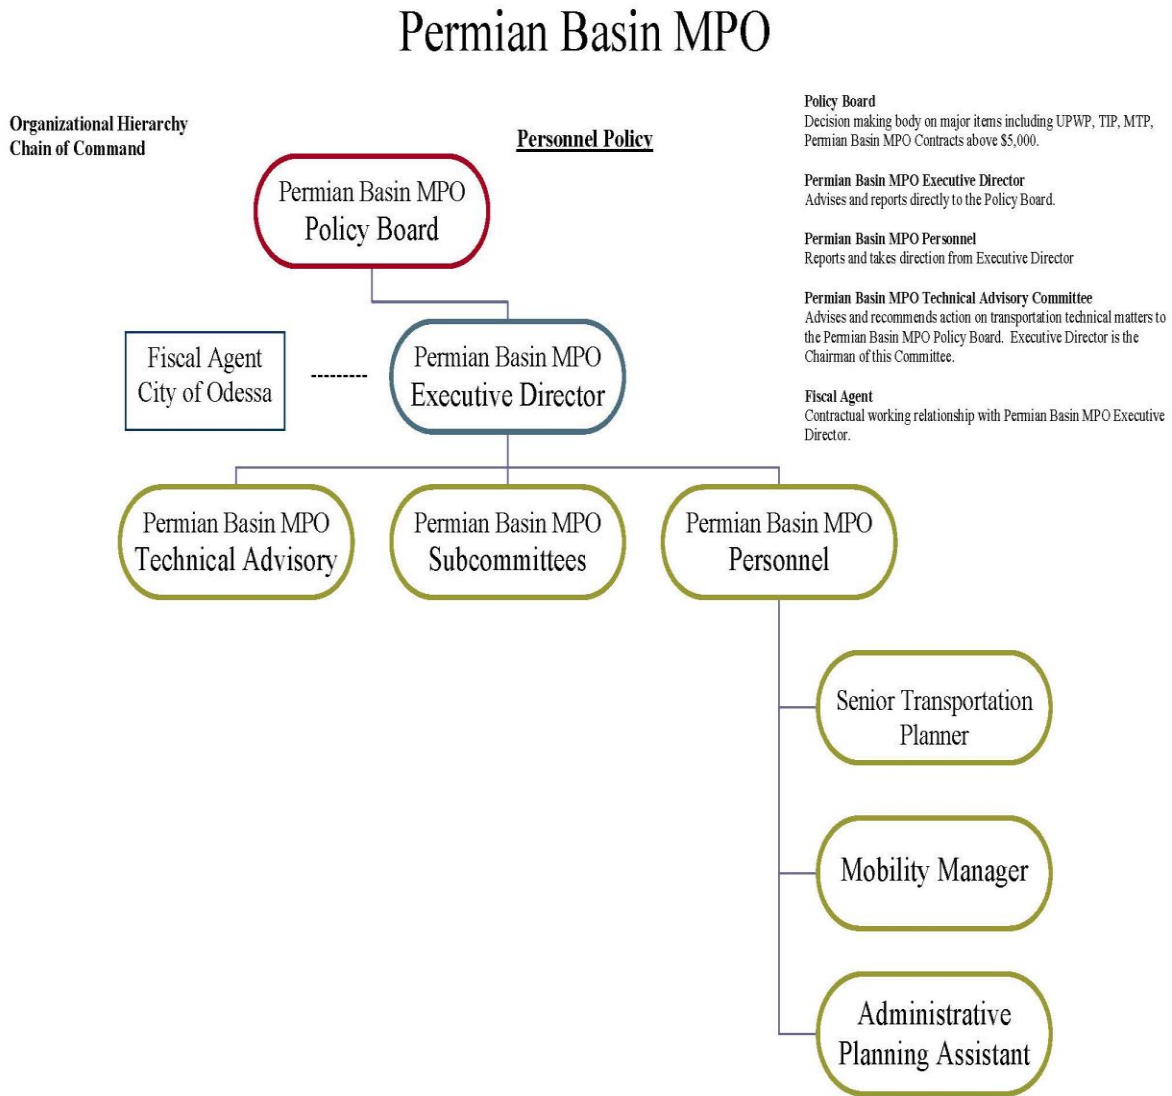 Permian Basin MPO
Organizational Hierarchy
Chain of Command
Personnel Policy
Policy Board
Decision making body on major items including UPWP, TIP, MTP,
Permian Basin MPO Contracts above $5,000.
Permian Basin MPO Executive Director
Advises and reports directly to the Policy Board.
Permian Basin MPO Personnel
Reports and takes direction from Executive Director
Permian Basin MPO Technical Advisory Committee
Advises and recommends action on transportation technical matters to
the Permian Basin MPO Policy Board. Executive Director is the
Chairman of this Committee.
Fiscal Agent
Contractual working relationship with Permian Basin MPO Executive
Director.
Permian Basin MPO
Policy Board
Fiscal Agent
City of Odessa
Permian Basin MPO
Executive Director
Permian Basin MPO
Technical Advisory
Permian Basin MPO
Subcommittees
Permian Basin MPO
Personnel
Senior Transportation
Planner
Mobility Manager
Administrative
Planning Assistant